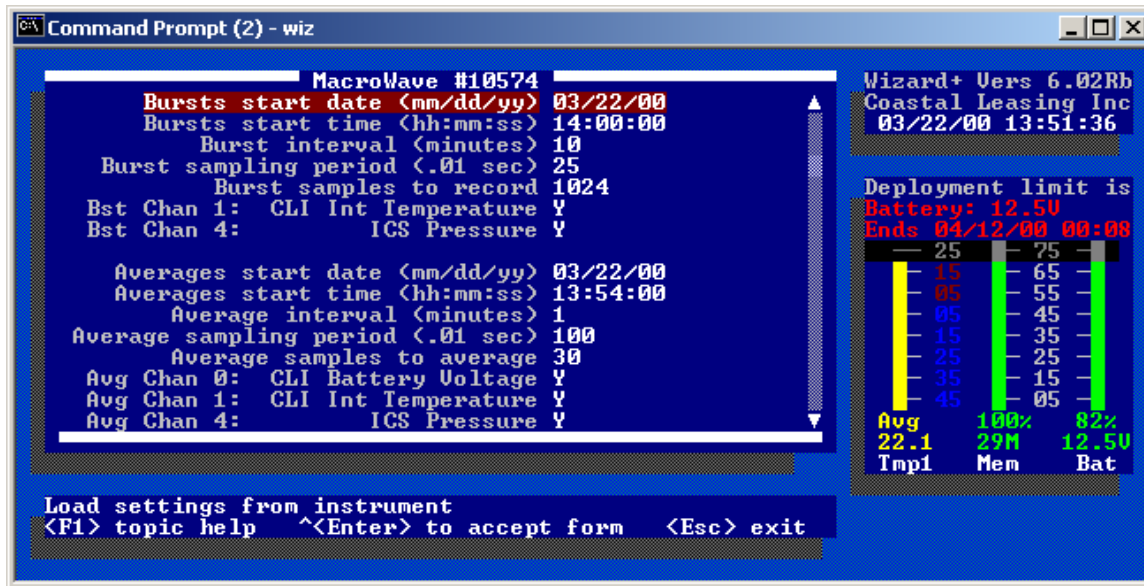 Command Prompt (2) - wiz
MacroWave #10574
Bursts start date (mm/dd/yy) 03/22/00
Bursts start time (hh:mm:ss) 14:00:00
Burst interval (minutes) 10
Burst sampling period (.01 sec) 25
Burst samples to record 1024
Bst Chan 1: CLI Int Temperature Y
Bst Chan 4: ICS Pressure Y
Averages start date (mm/dd/yy) 03/22/00
Averages start time (hh:mm:ss) 13:54:00
Average interval (minutes) 1
Average sampling period (.01 sec) 100
Average samples to average 30
Avg Chan 0: CLI Battery Voltage Y
Avg Chan 1: CLI Int Temperature Y
Avg Chan 4: ICS Pressure Y
Wizard+ Vers 6.02Rb
Coastal Leasing Inc
03/22/00 13:51:36
Deployment limit is
Battery: 12.5V
Ends 04/12/00 00:08
25 75
15 65
05 55
05 45
15 35
25 25
35 15
45 05
Avg 100% 82%
22.1 29M 12.5V
Tmp1 Mem Bat
Load settings from instrument
<F1> topic help ^<Enter> to accept form <Esc> exit